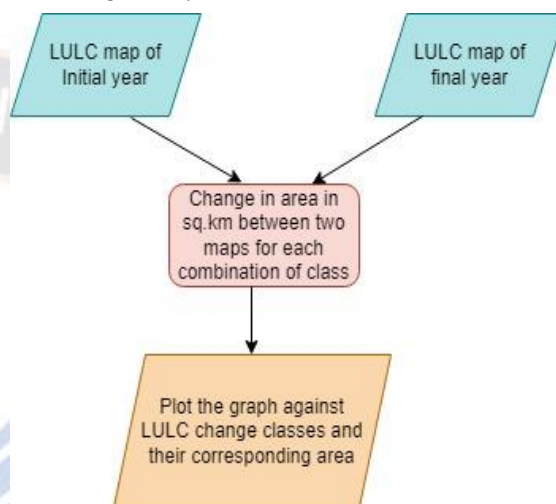 LULC map of
Initial year
LULC map of
final year
Change in area in
sq.km between two
maps for each
combination of class
Plot the graph against
LULC change classes and
their corresponding area